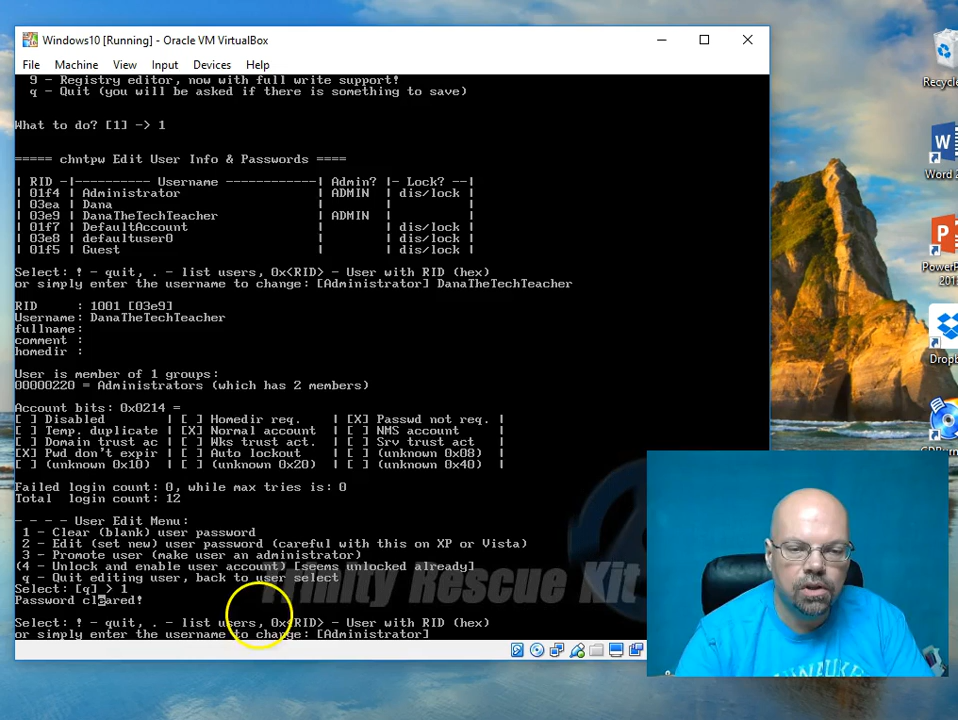 Windows10 [Running] - Oracle VM VirtualBox
File Machine View Input Devices Help
9 - Registry editor, now with full write support!
q - Quit (you will be asked if there is something to save)
What to do? [1] -> 1
===== chntpw Edit User Info & Passwords ====
| RID -|---------- Username ------------| Admin? |- Lock? --|
| 01f4 | Administrator | ADMIN | dis/lock |
| 03ea | Dana | | |
| 03e9 | DanaTheTechTeacher | ADMIN | |
| 01f7 | DefaultAccount | | dis/lock |
| 03e8 | defaultuser0 | | dis/lock |
| 01f5 | Guest | | dis/lock |
Select: ! - quit, . - list users, 0x<RID> - User with RID (hex)
or simply enter the username to change: [Administrator] DanaTheTechTeacher
RID : 1001 [03e9]
Username: DanaTheTechTeacher
fullname:
comment :
homedir :
User is member of 1 groups:
00000220 = Administrators (which has 2 members)
Account bits: 0x0214 =
[ ] Disabled | [ ] Homedir req. | [X] Passwd not req. |
[ ] Temp. duplicate | [X] Normal account | [ ] NMS account |
[ ] Domain trust ac | [ ] Wks trust act. | [ ] Srv trust act |
[X] Pwd don't expir | [ ] Auto lockout | [ ] (unknown 0x08) |
[ ] (unknown 0x10) | [ ] (unknown 0x20) | [ ] (unknown 0x40) |
Failed login count: 0, while max tries is: 0
Total login count: 12
- - - - User Edit Menu:
1 - Clear (blank) user password
2 - Edit (set new) user password (careful with this on XP or Vista)
3 - Promote user (make user an administrator)
(4 - Unlock and enable user account) [seems unlocked already]
q - Quit editing user, back to user select
Select: [q] > 1
Trinity Rescue Kit
Password cleared!
Select: ! - quit, . - list users, 0x<RID> - User with RID (hex)
or simply enter the username to change: [Administrator]
Recycle
Word 2
PowerP
201
Dropb